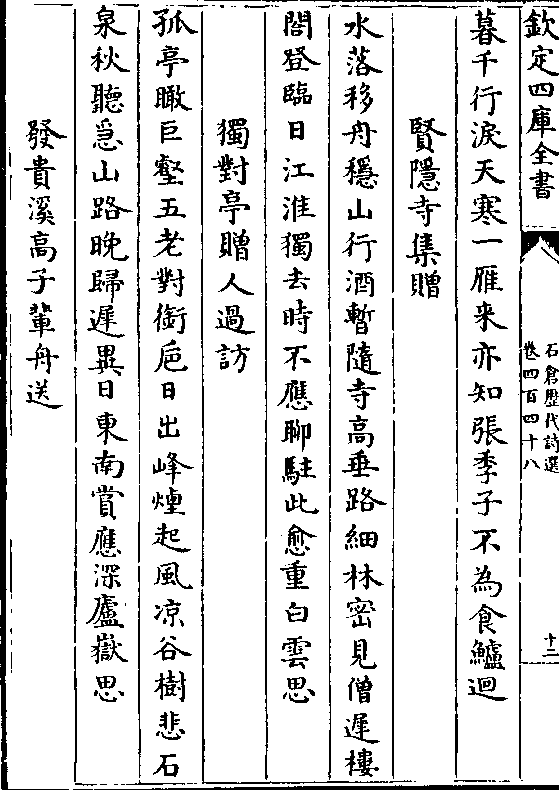 欽定四庫全書
石倉歴代詩選
卷四百四十八
十二
暮千行淚天寒一雁来亦知張季子不為食鱸迴
賢隱寺集贈
水落移舟穩山行酒暫隨寺高垂路細林密見僧遲樓
閣登臨日江淮獨去時不應聊駐此愈重白雲思
獨對亭贈人過訪
孤亭瞰巨壑五老對銜巵日出峰煙起風凉谷樹悲石
泉秋聽急山路晚歸遲異日東南賞應深廬嶽思
發貴溪高子輩舟送